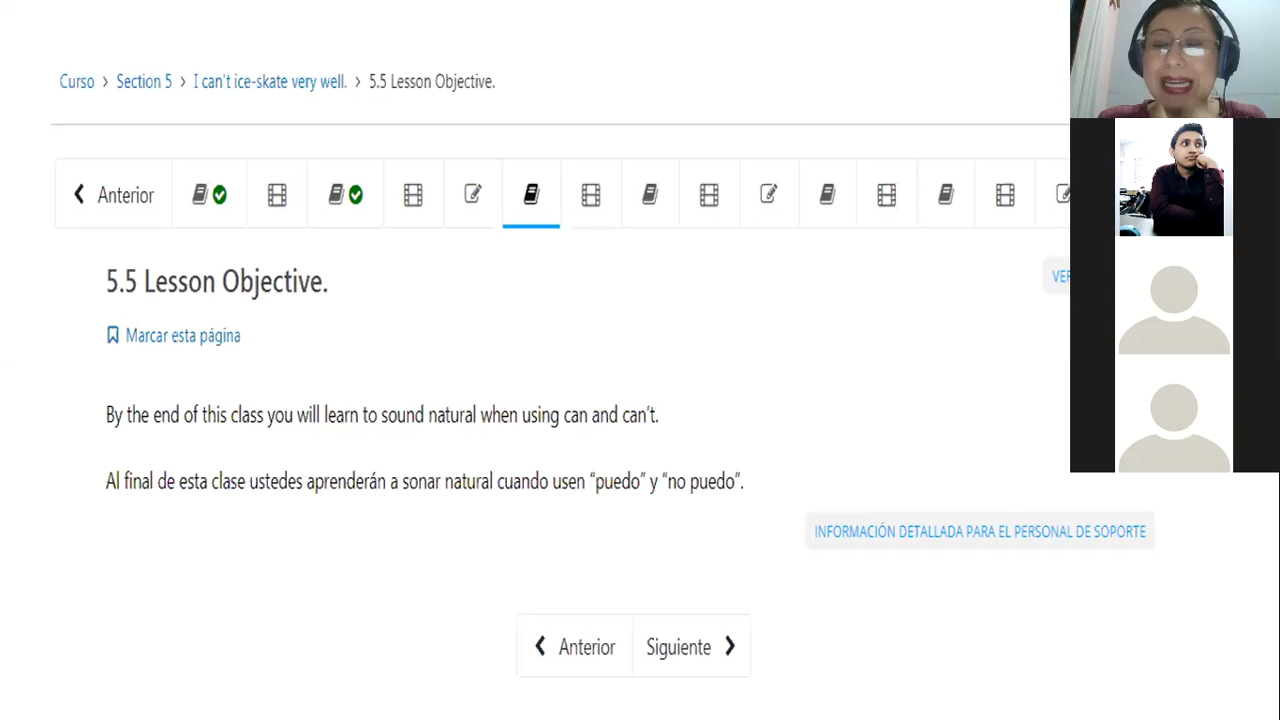 Curso > Section 5 > I can't ice-skate very well. > 5.5 Lesson Objective.
Anterior
5.5 Lesson Objective.
VER
Marcar esta página
By the end of this class you will learn to sound natural when using can and can't.
Al final de esta clase ustedes aprenderán a sonar natural cuando usen “puedo” y “no puedo”.
INFORMACIÓN DETALLADA PARA EL PERSONAL DE SOPORTE
Anterior Siguiente